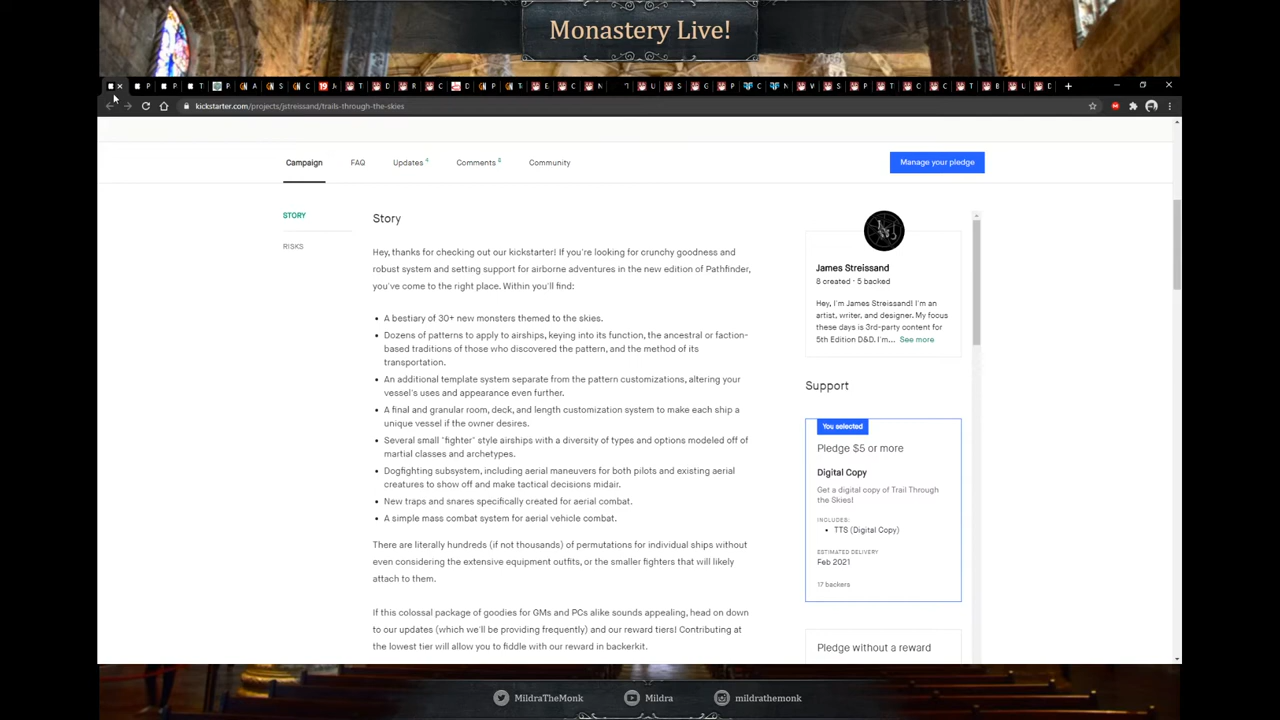 Monastery Live!
kickstarter.com/projects/jstreissand/trails-through-the-skies
Campaign FAQ Updates 4 Comments 8 Community Manage your pledge
STORY
RISKS
Story
Hey, thanks for checking out our kickstarter! If you're looking for crunchy goodness and
robust system and setting support for airborne adventures in the new edition of Pathfinder,
you've come to the right place. Within you'll find:
• A bestiary of 30+ new monsters themed to the skies.
• Dozens of patterns to apply to airships, keying into its function, the ancestral or faction-
based traditions of those who discovered the pattern, and the method of its
transportation.
• An additional template system separate from the pattern customizations, altering your
vessel's uses and appearance even further.
• A final and granular room, deck, and length customization system to make each ship a
unique vessel if the owner desires.
• Several small "fighter" style airships with a diversity of types and options modeled off of
martial classes and archetypes.
• Dogfighting subsystem, including aerial maneuvers for both pilots and existing aerial
creatures to show off and make tactical decisions midair.
• New traps and snares specifically created for aerial combat.
• A simple mass combat system for aerial vehicle combat.
There are literally hundreds (if not thousands) of permutations for individual ships without
even considering the extensive equipment outfits, or the smaller fighters that will likely
attach to them.
If this colossal package of goodies for GMs and PCs alike sounds appealing, head on down
to our updates (which we'll be providing frequently) and our reward tiers! Contributing at
the lowest tier will allow you to fiddle with our reward in backerkit.
James Streissand
8 created · 5 backed
Hey, I'm James Streissand! I'm an
artist, writer, and designer. My focus
these days is 3rd-party content for
5th Edition D&D. I'm... See more
Support
You selected
Pledge $5 or more
Digital Copy
Get a digital copy of Trail Through
the Skies!
INCLUDES:
• TTS (Digital Copy)
ESTIMATED DELIVERY
Feb 2021
17 backers
Pledge without a reward
MildraTheMonk Mildra mildrathemonk